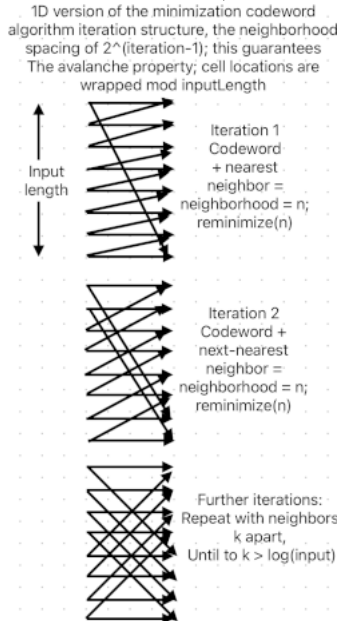 1D version of the minimization codeword
algorithm iteration structure, the neighborhood
spacing of 2^(iteration-1); this guarantees
The avalanche property; cell locations are
wrapped mod inputLength
Input
length
Iteration 1
Codeword
+ nearest
neighbor =
neighborhood = n;
reminimize(n)
Iteration 2
Codeword +
next-nearest
neighbor =
neighborhood = n;
reminimize(n)
Further iterations:
Repeat with neighbors
k apart,
Until to k > log(input)